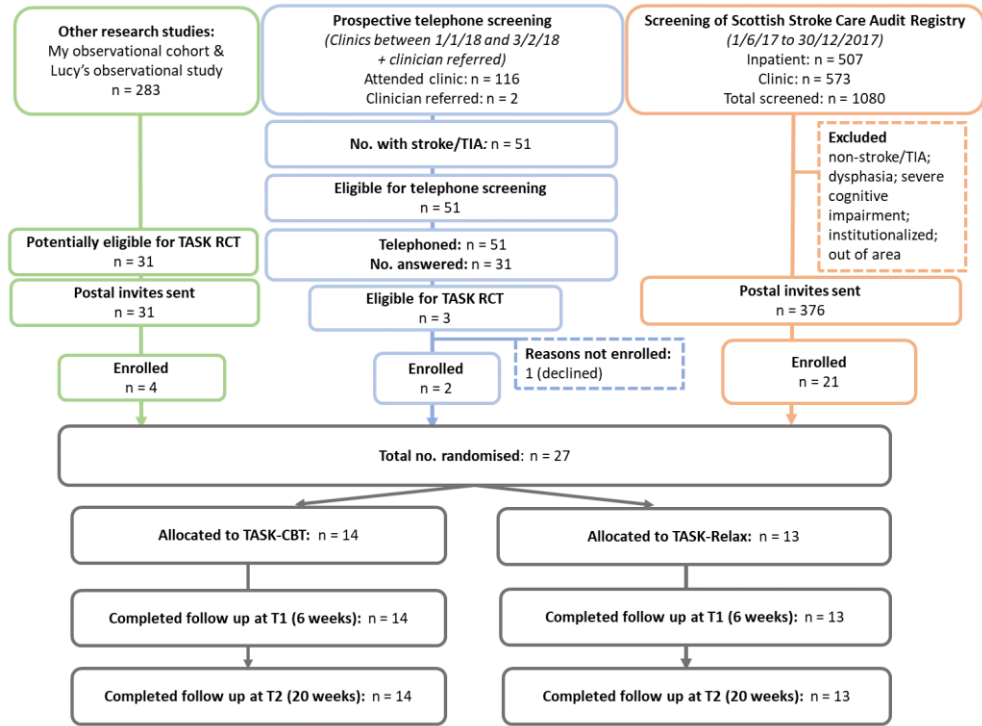 Other research studies:
My observational cohort &
Lucy's observational study
n = 283
Prospective telephone screening
(Clinics between 1/1/18 and 3/2/18
+ clinician referred)
Attended clinic: n = 116
Clinician referred: n = 2
Screening of Scottish Stroke Care Audit Registry
(1/6/17 to 30/12/2017)
Inpatient: n = 507
Clinic: n = 573
Total screened: n = 1080
No. with stroke/TIA: n = 51
Eligible for telephone screening
n = 51
Excluded
non-stroke/TIA;
dysphasia; severe
cognitive
impairment;
institutionalized;
out of area
Potentially eligible for TASK RCT
n = 31
Telephoned: n = 51
No. answered: n = 31
Postal invites sent
n = 31
Eligible for TASK RCT
n = 3
Postal invites sent
n = 376
Reasons not enrolled:
1 (declined)
Enrolled
n = 4
Enrolled
n = 2
Enrolled
n = 21
Total no. randomised: n = 27
Allocated to TASK-CBT: n = 14
Allocated to TASK-Relax: n = 13
Completed follow up at T1 (6 weeks): n = 14
Completed follow up at T1 (6 weeks): n = 13
Completed follow up at T2 (20 weeks): n = 14
Completed follow up at T2 (20 weeks): n = 13